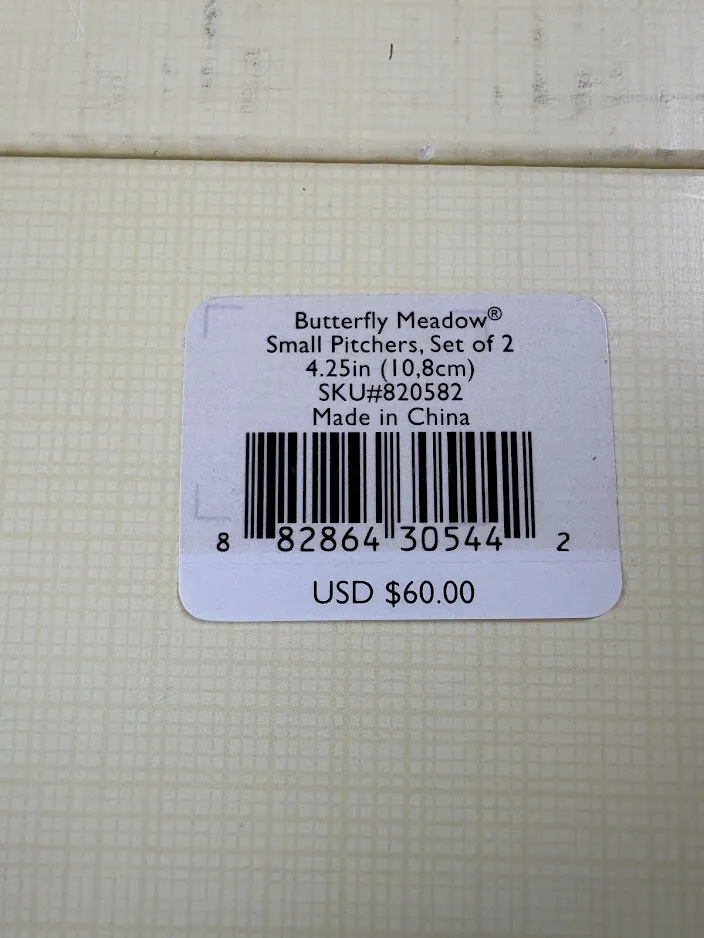 Butterfly Meadow®
Small Pitchers, Set of 2
4.25in (10,8cm)
SKU#820582
Made in China
8 82864 30544 2
USD $60.00